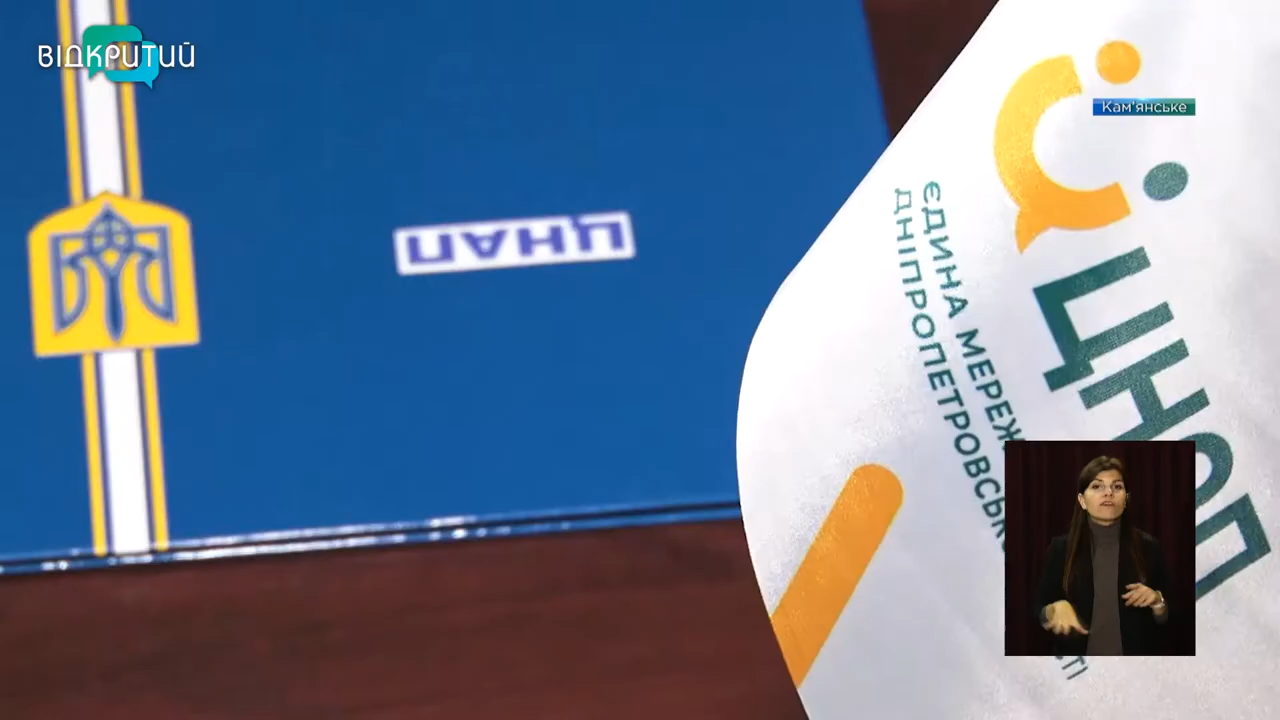 ВІДКРИТИЙ
Кам'янське
ЦНАП
ЦНАП
ЄДИНА МЕРЕЖ
ДНІПРОПЕТРОВСЬК